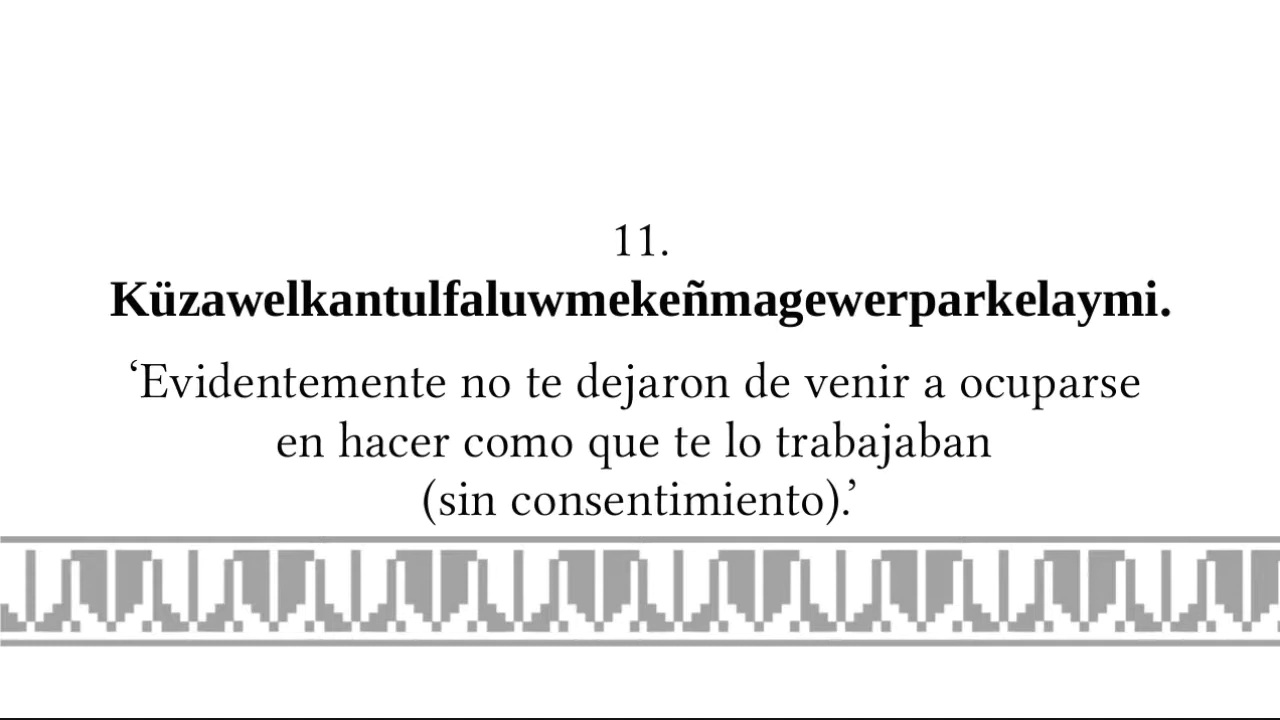 11.
Küzawelkantulfaluwmekeñmagewerparkelaymi.
‘Evidentemente no te dejaron de venir a ocuparse
en hacer como que te lo trabajaban
(sin consentimiento).’